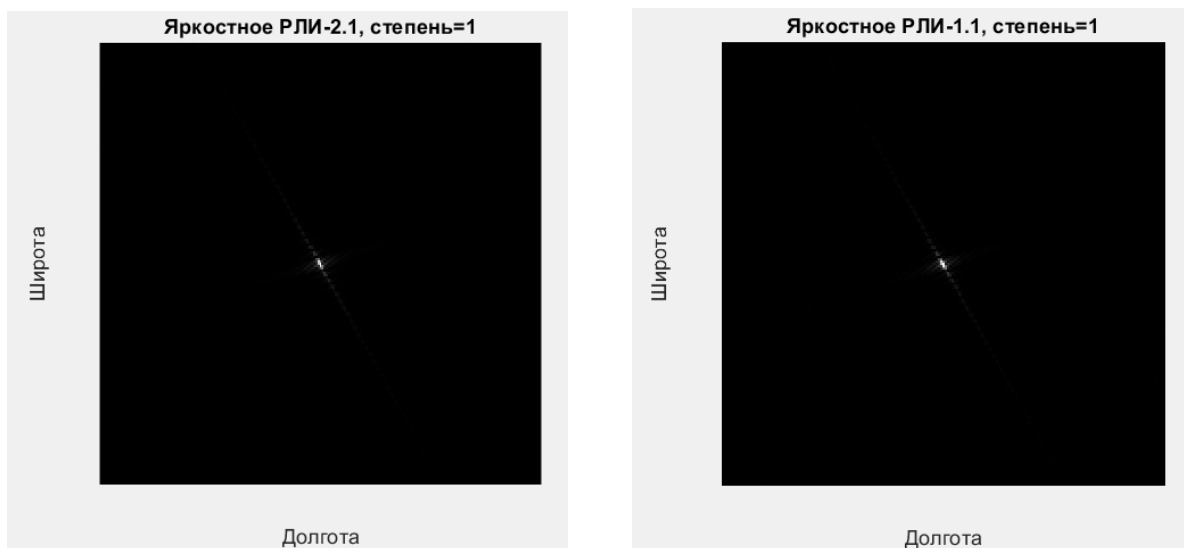 Яркостное РЛИ-2.1, степень=1
Широта
Долгота
Яркостное РЛИ-1.1, степень=1
Широта
Долгота